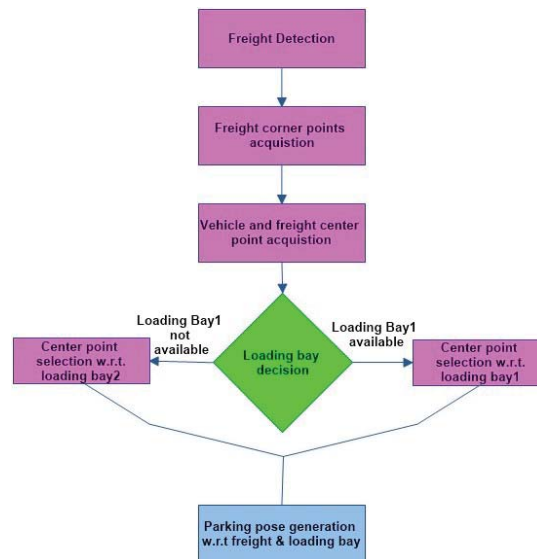 Freight Detection
Freight corner points
acquistion
Vehicle and freight center
point acquistion
Loading Bay1
not
available
Loading Bay1
available
Center point
selection w.r.t.
loading bay2
Loading bay
decision
Center point
selection w.r.t.
loading bay1
Parking pose generation
w.r.t freight & loading bay